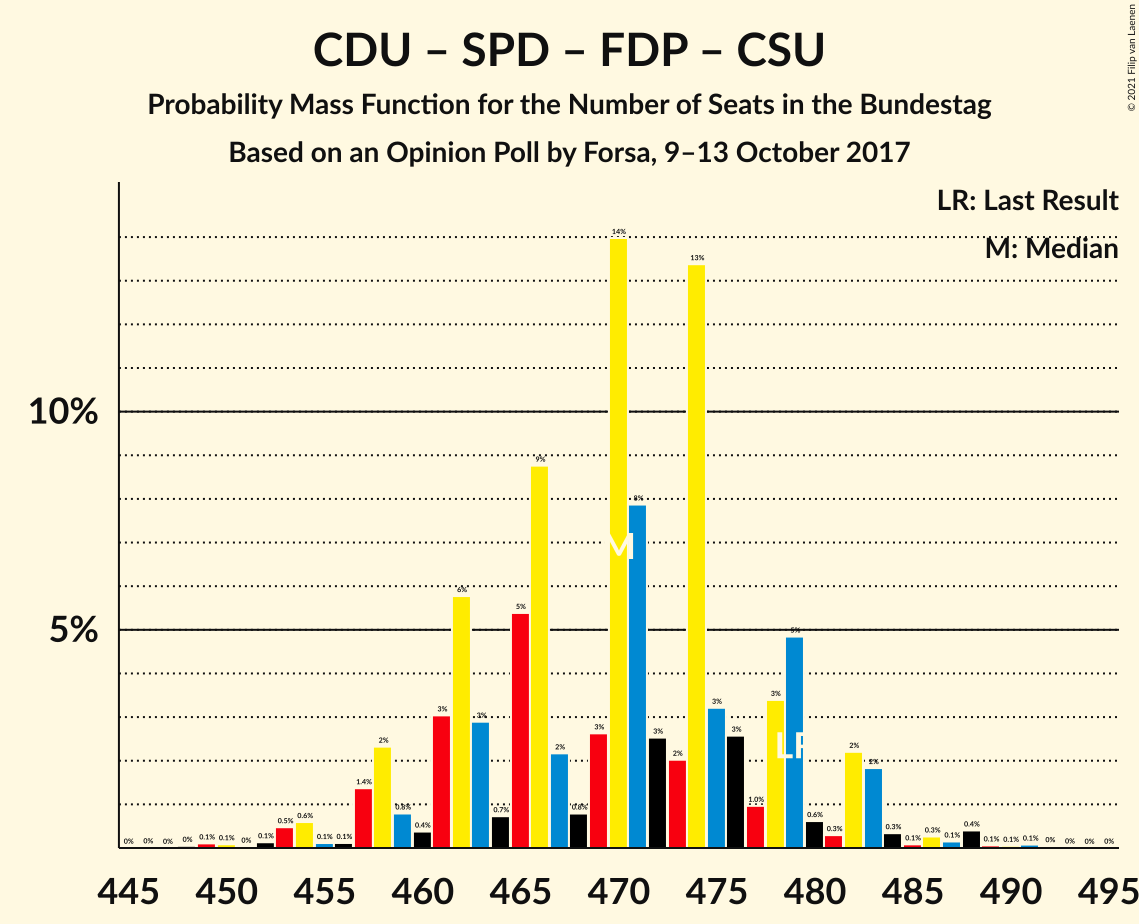 CDU – SPD – FDP – CSU
Probability Mass Function for the Number of Seats in the Bundestag
Based on an Opinion Poll by Forsa, 9–13 October 2017
© 2021 Filip van Laenen
LR: Last Result
M: Median
10%
5%
0% 0% 0% 0% 0.1% 0.1% 0% 0.1% 0.5% 0.6% 0.1% 0.1% 1.4% 2% 0.8% 0.4% 3% 6% 3% 0.7% 5% 9% 2% 0.8% 3% 14% 8% 3% 2% 13% 3% 3% 1.0% 3% 5% 0.6% 0.3% 2% 2% 0.3% 0.1% 0.3% 0.1% 0.4% 0.1% 0.1% 0.1% 0% 0% 0% 0%
M
LR
445 450 455 460 465 470 475 480 485 490 495